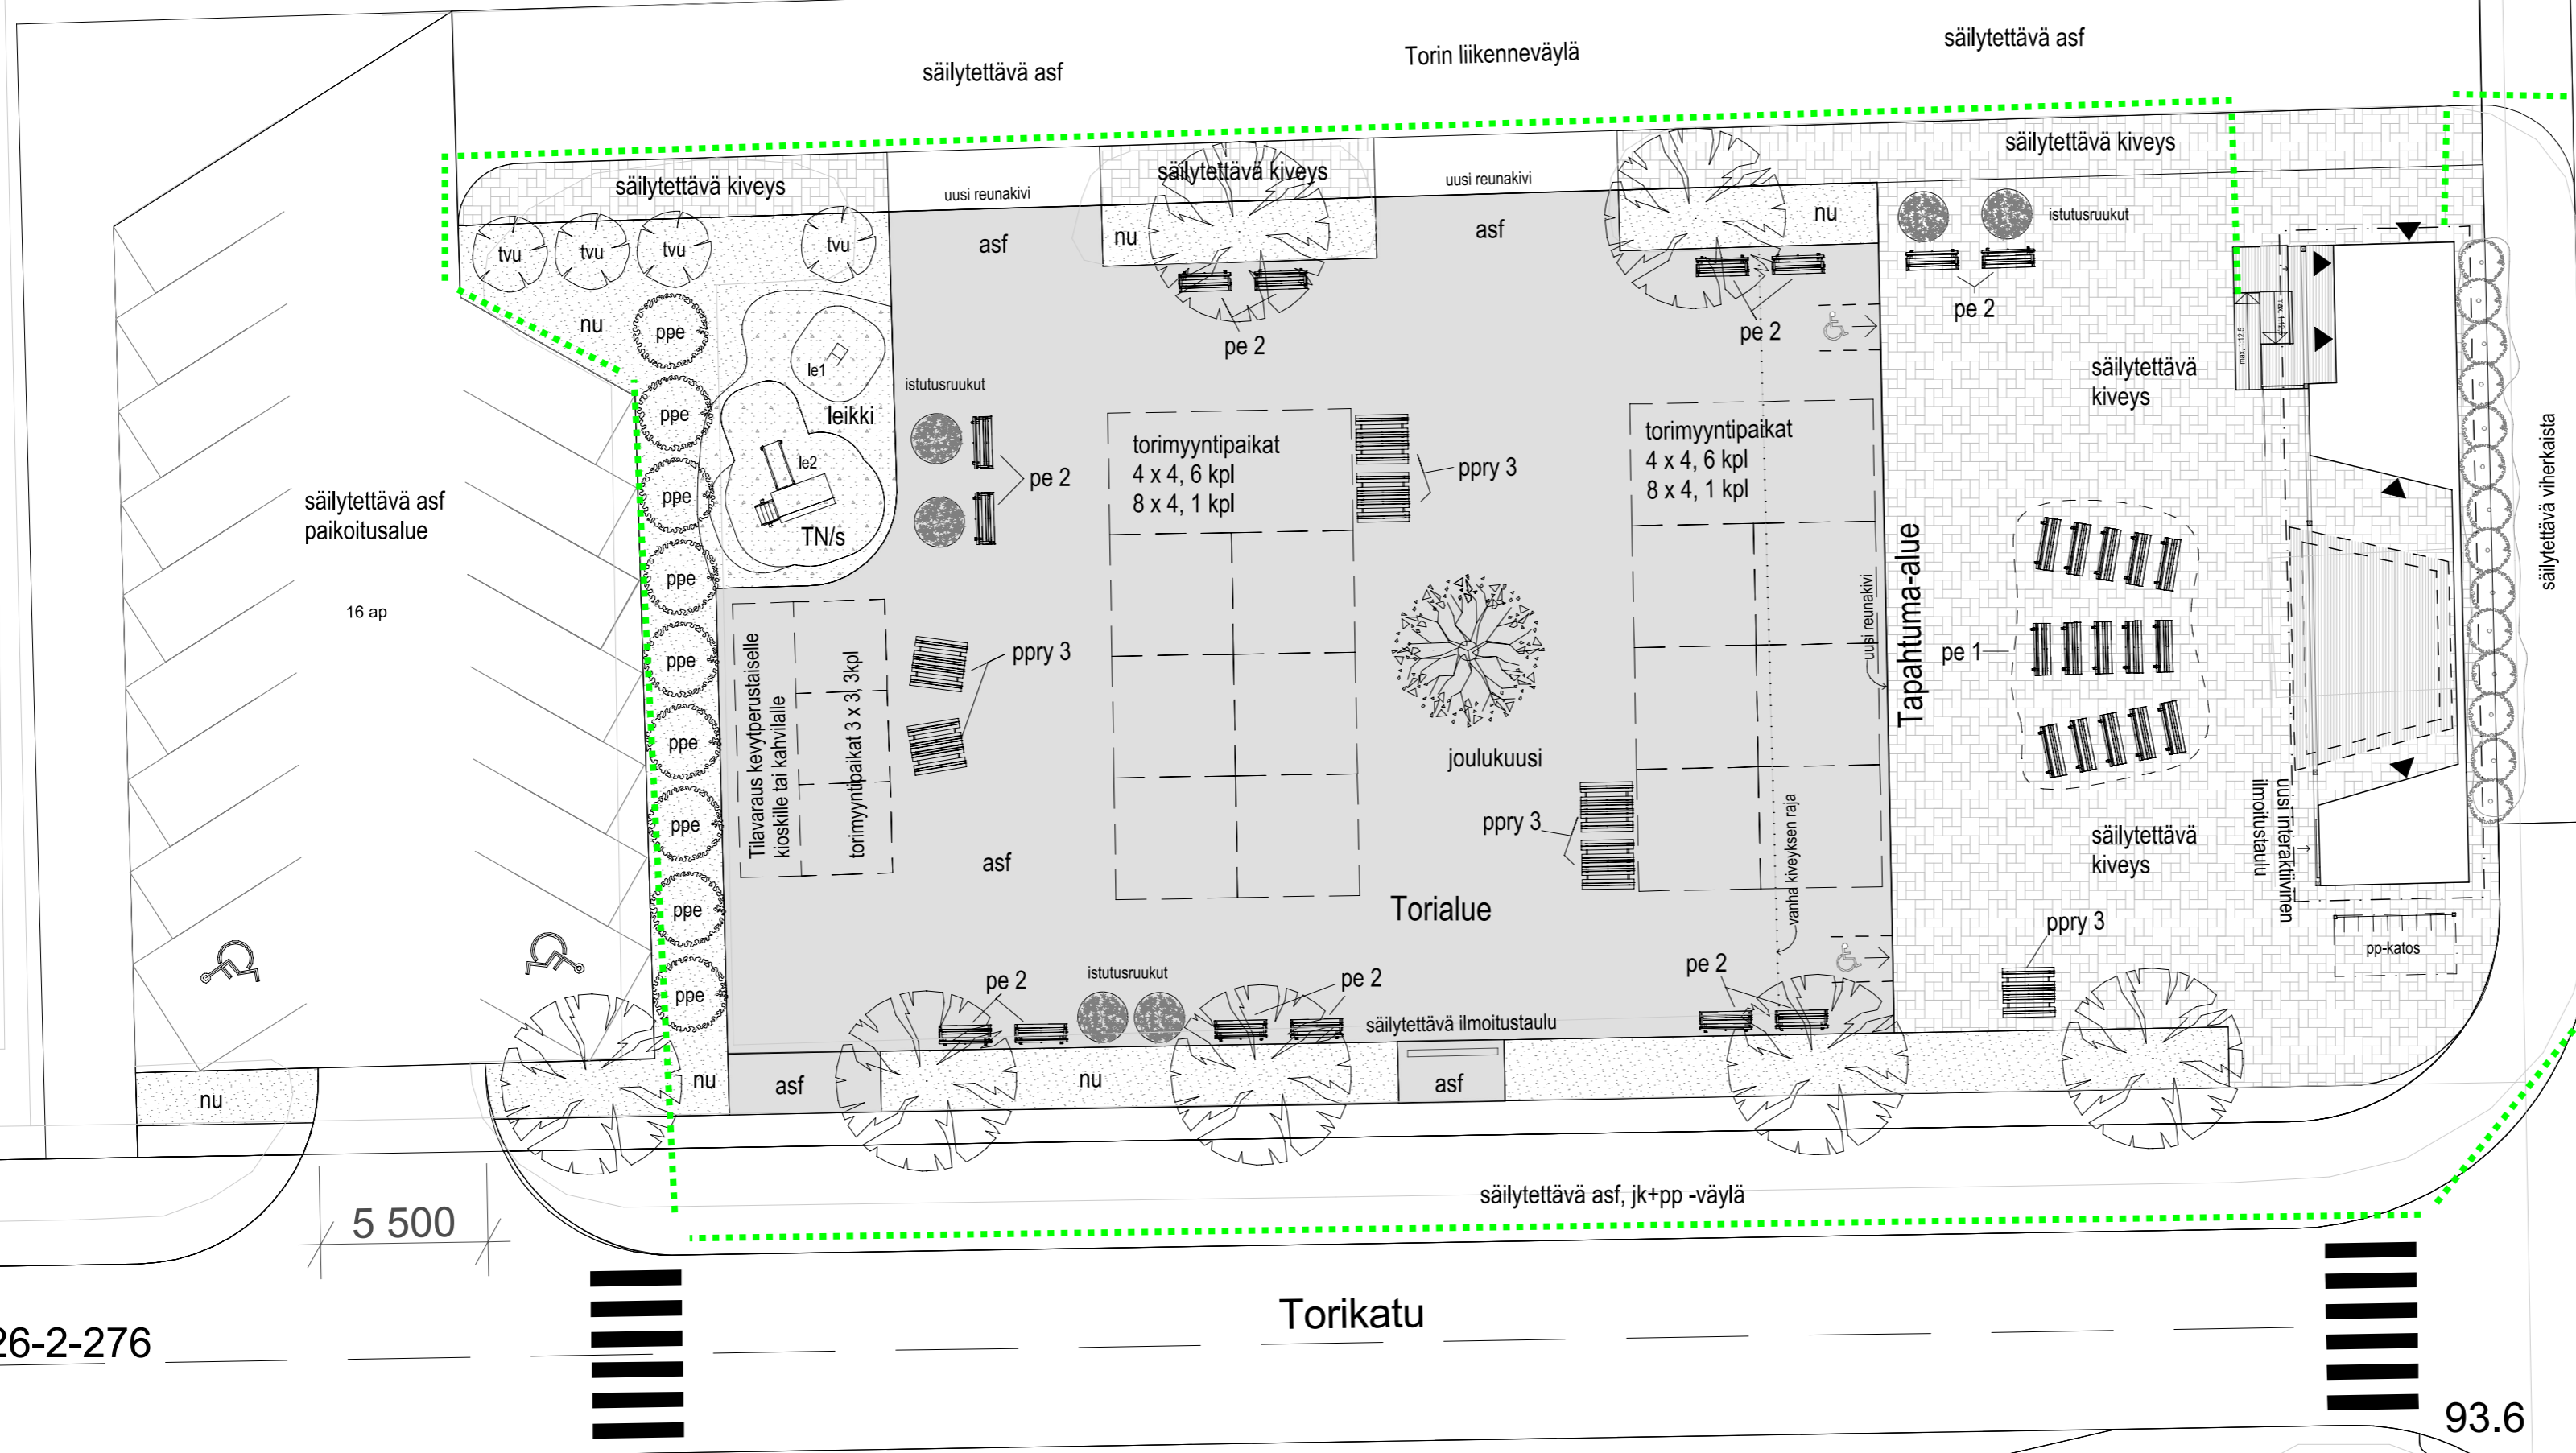 säilytettävä asf
Torin liikenneväylä
säilytettävä asf
säilytettävä kiveys
säilytettävä kiveys
säilytettävä kiveys
uusi reunakivi
uusi reunakivi
tvu
tvu
tvu
tvu
asf
nu
asf
nu
istutusruukut
nu
ppe
le1
pe 2
pe 2
pe 2
max. 1:12,5
säilytettävä
kiveys
istutusruukut
ppe
leikki
le2
TN/s
pe 2
torimyyntipaikat
4 x 4, 6 kpl
8 x 4, 1 kpl
ppry 3
torimyyntipaikat
4 x 4, 6 kpl
8 x 4, 1 kpl
säilytettävä viherkaista
säilytettävä asf
paikoitusalue
16 ap
ppe
ppe
ppe
ppe
ppe
ppe
ppe
Tilavaraus kevytperustaiselle
kioskille tai kahvilalle
torimyyntipaikat 3 x 3, 3kpl
ppry 3
joulukuusi
ppry 3
uusi reunakivi
Tapahtuma-alue
pe 1
vanha kiveyksen raja
säilytettävä
kiveys
uusi interaktiivinen
ilmoitustaulu
asf
Torialue
ppry 3
pp-katos
pe 2
istutusruukut
pe 2
pe 2
säilytettävä ilmoitustaulu
nu
nu
asf
nu
asf
säilytettävä asf, jk+pp -väylä
5 500
Torikatu
26-2-276
93.6